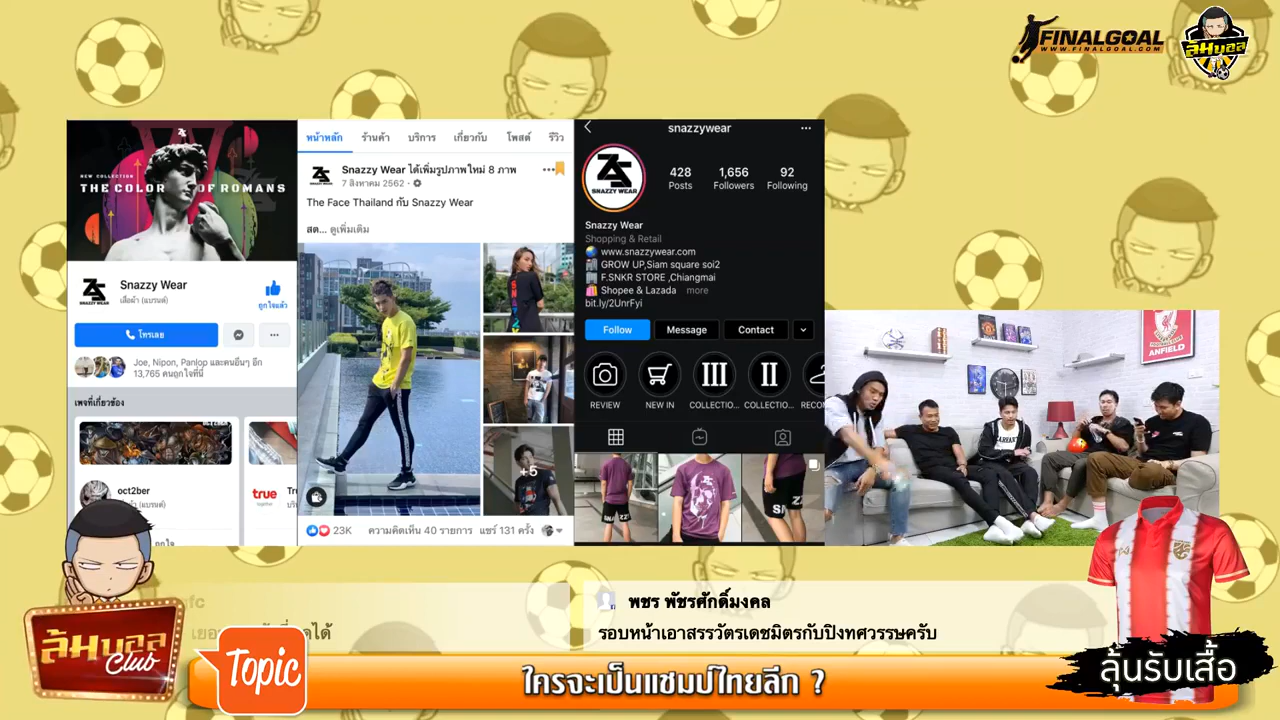 FINALGOAL
WWW.FINALGOAL.COM
ล้มบอล
NEW COLLECTION
THE COLOR OF ROMANS
Snazzy Wear
เสื้อผ้า (แบรนด์)
ถูกใจแล้ว
โทรเลย
Joe, Nipon, Panlop และคนอื่นๆ อีก
13,765 คนถูกใจที่นี่
เพจที่เกี่ยวข้อง
oct2ber
true
together
หน้าหลัก ร้านค้า บริการ เกี่ยวกับ โพสต์ รีวิว
Snazzy Wear ได้เพิ่มรูปภาพใหม่ 8 ภาพ
7 สิงหาคม 2562
The Face Thailand กับ Snazzy Wear
สต... ดูเพิ่มเติม
+5
23K ความคิดเห็น 40 รายการ แชร์ 131 ครั้ง
snazzywear
ZS
SNAZZY WEAR
428 1,656 92
Posts Followers Following
Snazzy Wear
Shopping & Retail
www.snazzywear.com
GROW UP,Siam square soi2
F.SNKR STORE ,Chiangmai
Shopee & Lazada more
bit.ly/2UnrFyi
Follow Message Contact
REVIEW NEW IN COLLECTIO... COLLECTIO... RECOM
ANFIELD
พชร พัชรศักดิ์มงคล
รอบหน้าเอาสรรวัตรเดชมิตรกับปิงทศวรรษครับ
ล้มบอล
Club
Topic
ใครจะเป็นแชมป์ไทยลีก ?
ลุ้นรับเสื้อ